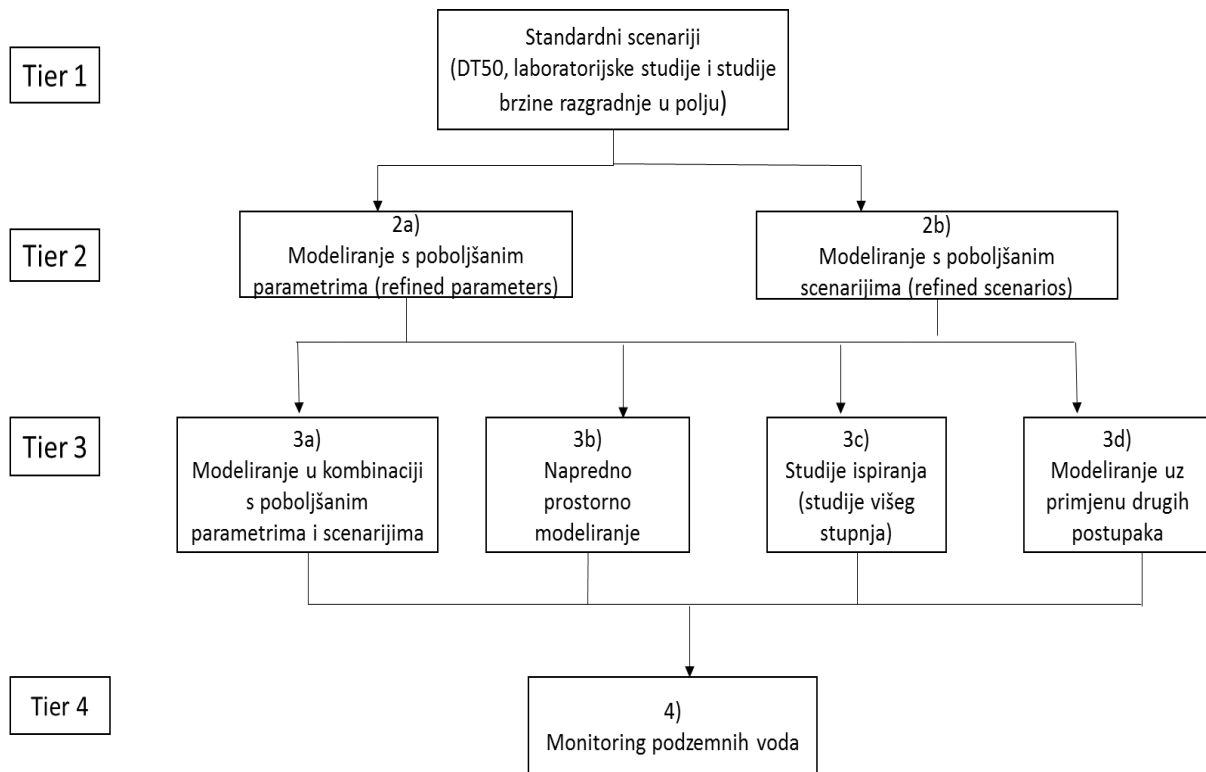 Tier 1
Standardni scenariji
(DT50, laboratorijske studije i studije
brzine razgradnje u polju)
Tier 2
2a)
Modeliranje s poboljšanim
parametrima (refined parameters)
2b)
Modeliranje s poboljšanim
scenarijima (refined scenarios)
Tier 3
3a)
Modeliranje u kombinaciji
s poboljšanim
parametrima i scenarijima
3b)
Napredno
prostorno
modeliranje
3c)
Studije ispiranja
(studije višeg
stupnja)
3d)
Modeliranje uz
primjenu drugih
postupaka
Tier 4
4)
Monitoring podzemnih voda